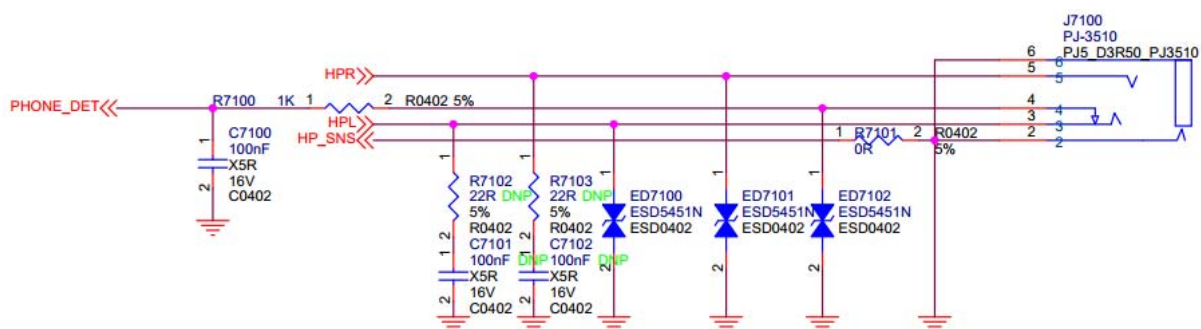 J7100
PJ-3510
PJ5_D3R50_PJ3510
6
6
5
5
HPR
PHONE_DET
R7100 1K 1 2 R0402 5%
4
4
HPL
3
3
HP_SNS
1 R7101 2 R0402
0R 5%
2
2
1
C7100
100nF
X5R
16V
C0402
2
1
R7102
22R DNP
5%
R0402
2
1
C7101
100nF DNP
X5R
16V
C0402
2
1
R7103
22R DNP
5%
R0402
2
1
C7102
100nF DNP
X5R
16V
C0402
2
1
ED7100
ESD5451N
ESD0402
2
1
ED7101
ESD5451N
ESD0402
2
1
ED7102
ESD5451N
ESD0402
2